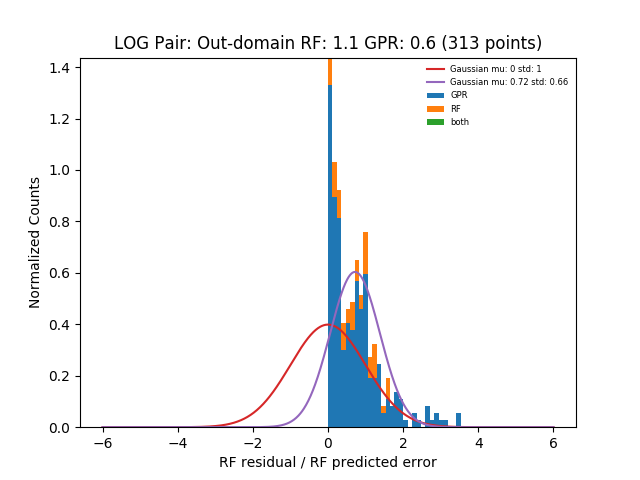 LOG Pair: Out-domain RF: 1.1 GPR: 0.6 (313 points)
Gaussian mu: 0 std: 1
Gaussian mu: 0.72 std: 0.66
GPR
RF
both
Normalized Counts
1.4
1.2
1.0
0.8
0.6
0.4
0.2
0.0
−6 −4 −2 0 2 4 6
RF residual / RF predicted error